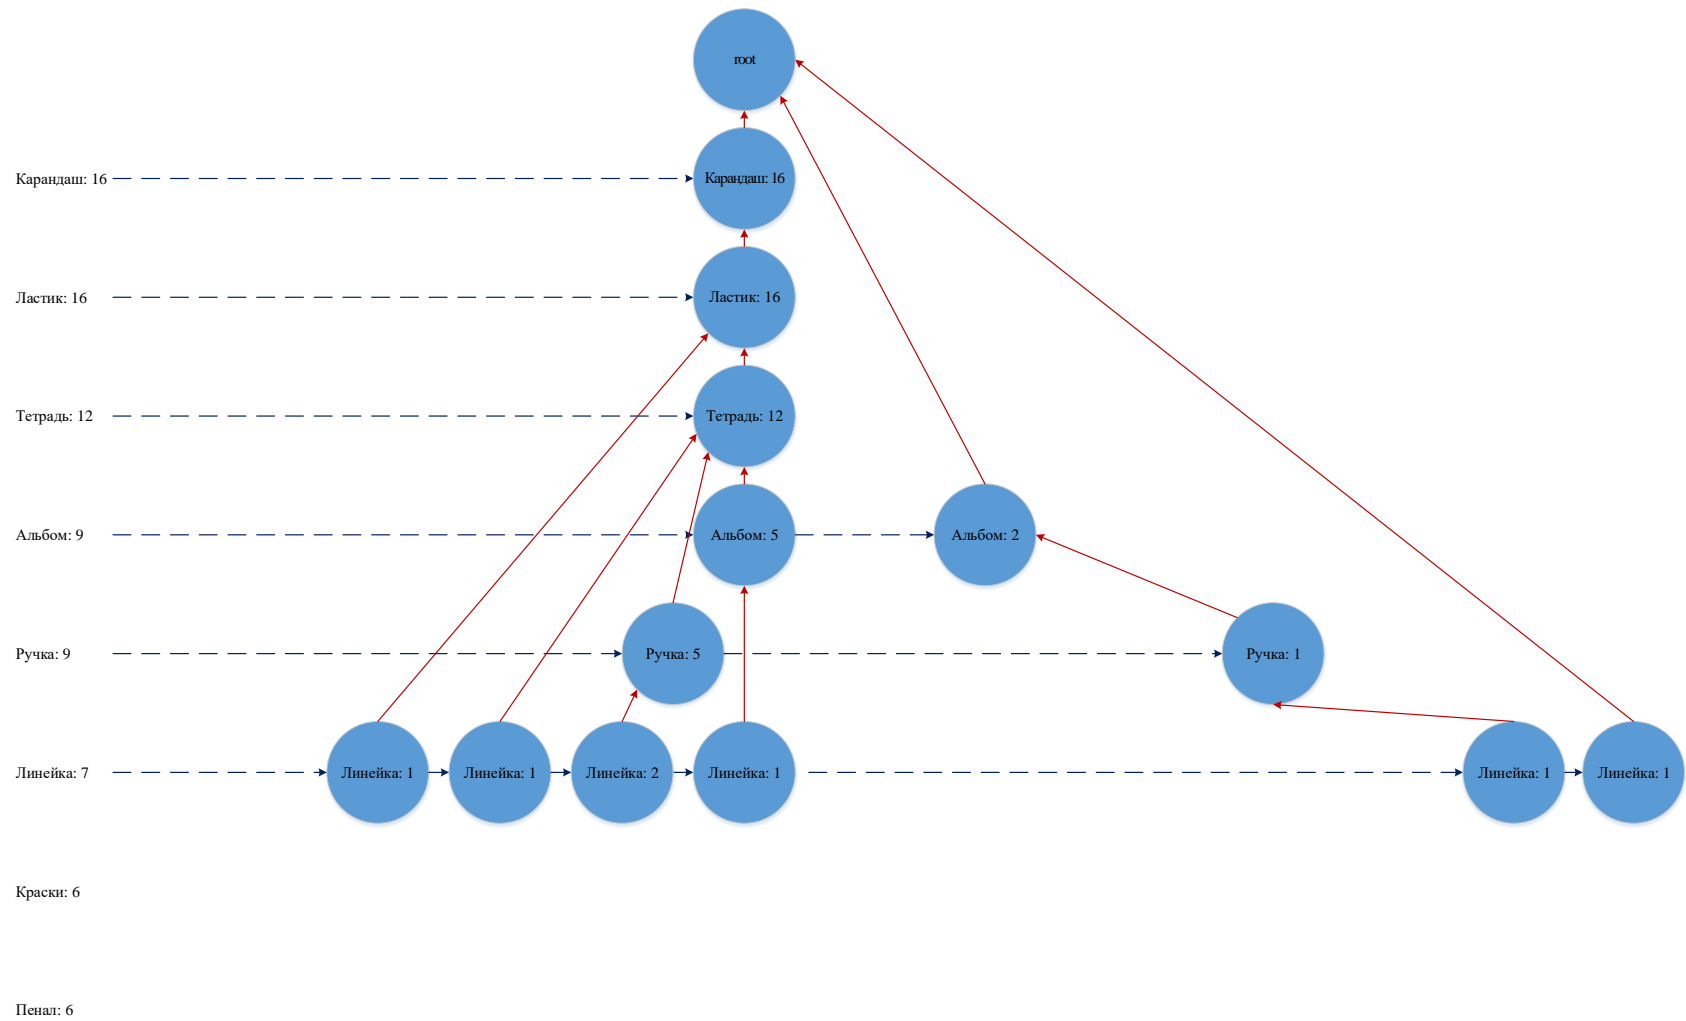 root
Карандаш: 16
Карандаш: 16
Ластик: 16
Ластик: 16
Тетрадь: 12
Тетрадь: 12
Альбом: 9
Альбом: 5
Альбом: 2
Ручка: 9
Ручка: 5
Ручка: 1
Линейка: 7
Линейка: 1
Линейка: 1
Линейка: 2
Линейка: 1
Линейка: 1
Линейка: 1
Краски: 6
Пенал: 6